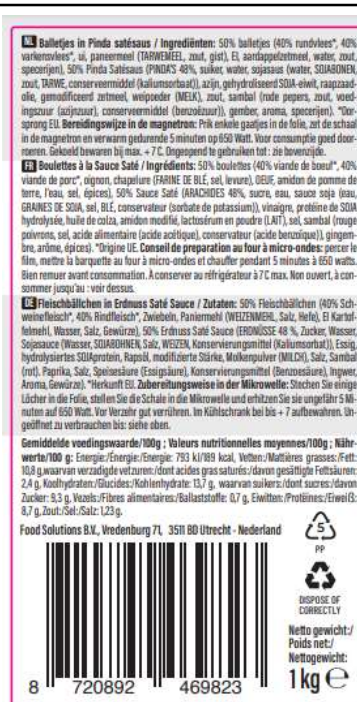 NL Balletjes in Pinda satésaus / Ingrediënten: 50% balletjes (40% rundvlees*, 40%
varkensvlees*, ui, paneermeel (TARWEMEEL, zout, gist), EI, aardappelzetmeel, water, zout,
specerijen), 50% Pinda Satésaus (PINDA'S 48%, suiker, water, sojasaus (water, SOJABONEN,
zout, TARWE, conserveermiddel (kaliumsorbaat)), azijn, gehydroliseerd SOJA-eiwit, raapzaad-
olie, gemodificeerd zetmeel, weipoeder (MELK), zout, sambal (rode pepers, zout, voed-
ingszuur (azijnzuur), conserveermiddel (benzoëzuur)), gember, aroma, specerijen). *Oor-
sprong EU. Bereidingswijze in de magnetron: Prik enkele gaatjes in de folie, zet de schaal
in de magnetron en verwarm gedurende 5 minuten op 650 Watt. Voor consumptie goed door-
roeren. Gekoeld bewaren bij max. + 7 C. Ongeopend te gebruiken tot : zie bovenzijde.
FR Boulettes à la Sauce Saté / Ingrédients: 50% boulettes (40% viande de boeuf*, 40%
viande de porc*, oignon, chapelure (FARINE DE BLÉ, sel, levure), OEUF, amidon de pomme de
terre, l'eau, sel, épices), 50% Sauce Saté (ARACHIDES 48%, sucre, eau, sauce soja (eau,
GRAINES DE SOJA, sel, BLÉ, conservateur (sorbate de potassium)), vinaigre, protéine de SOJA
hydrolysée, huile de colza, amidon modifié, lactosérum en poudre (LAIT), sel, sambal (rouge
poivrons, sel, acide alimentaire (acide acétique), conservateur (acide benzoïque)), gingem-
bre, arôme, épices). *Origine UE. Conseil de preparation au four à micro-ondes: percer le
film, mettre la barquette au four à micro-ondes et chauffer pendant 5 minutes à 650 watts.
Bien remuer avant consommation. A conserver au réfrigérateur à 7 C max. Non ouvert, à con-
sommer jusqu'au : voir dessus.
DE Fleischbällchen in Erdnuss Saté Sauce / Zutaten: 50% Fleischbällchen (40% Sch-
weinefleisch*, 40% Rindfleisch*, Zwiebeln, Paniermehl (WEIZENMEHL, Salz, Hefe), EI Kartof-
felmehl, Wasser, Salz, Gewürze), 50% Erdnuss Saté Sauce (ERDNÜSSE 48 %, Zucker, Wasser,
Sojasauce (Wasser, SOJABOHNEN, Salz, WEIZEN, Konservierungsmittel (Kaliumsorbat)), Essig,
hydrolysiertes SOJAprotein, Rapsöl, modifizierte Stärke, Molkenpulver (MILCH), Salz, Sambal
(rot). Paprika, Salz, Speisesäure (Essigsäure), Konservierungsmittel (Benzoesäure), Ingwer,
Aroma, Gewürze). *Herkunft EU. Zubereitungsweise in der Mikrowelle: Stechen Sie einige
Löcher in die Folie, stellen Sie die Schale in die Mikrowelle und erhitzen Sie sie ungefähr 5 Mi-
nuten auf 650 Watt. Vor Verzehr gut verrühren. Im Kühlschrank bei bis + 7 aufbewahren. Un-
geöffnet zu verbrauchen bis: siehe oben.
Gemiddelde voedingswaarde/100g ; Valeurs nutritionnelles moyennes/100g ; Nähr-
werte/100 g: Energie:/Énergie:/Energie: 793 kJ/189 kcal, Vetten:/Matières grasses:/Fett:
10,8 g,waarvan verzadigde vetzuren:/dont acides gras saturés:/davon gesättigte Fettsäuren:
2,4 g, Koolhydraten:/Glucides:/Kohlenhydrate: 13,7 g, waarvan suikers:/dont sucres:/davon
Zucker: 9,3 g, Vezels:/Fibres alimentaires:/Ballaststoffe: 0,7 g, Eiwitten:/Protéines:/Eiweiß:
8,7 g, Zout:/Sel:/Salz: 1,23 g.
Food Solutions B.V., Vredenburg 71, 3511 BD Utrecht - Nederland
5
PP
DISPOSE OF
CORRECTLY
Netto gewicht:/
Poids net:/
Nettogewicht:
1 kg ℮
8 720892 469823